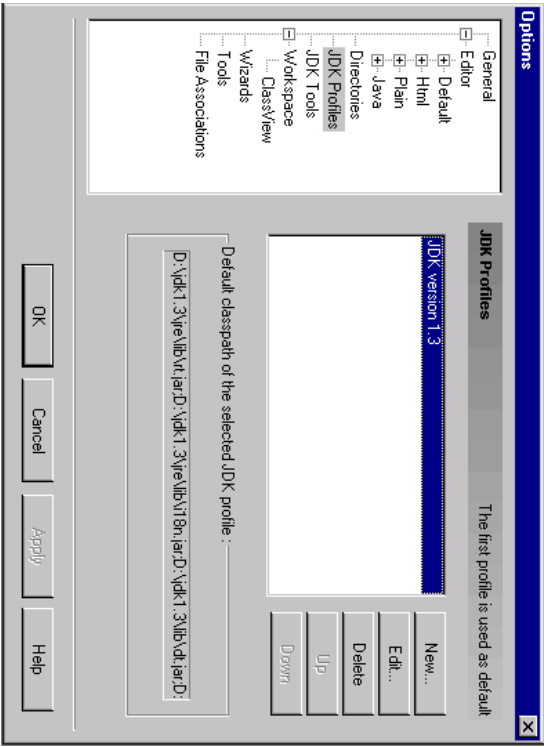 Options
General
Editor
Default
Html
Plain
Java
Directories
JDK Profiles
JDK Tools
Workspace
ClassView
Wizards
Tools
File Associations
JDK Profiles
The first profile is used as default
JDK version 1.3
New...
Edit...
Delete
Up
Down
Default classpath of the selected JDK profile :
D:\jdk1.3\jre\lib\rt.jar;D:\jdk1.3\jre\lib\i18n.jar;D:\jdk1.3\lib\dt.jar;D:
OK
Cancel
Apply
Help